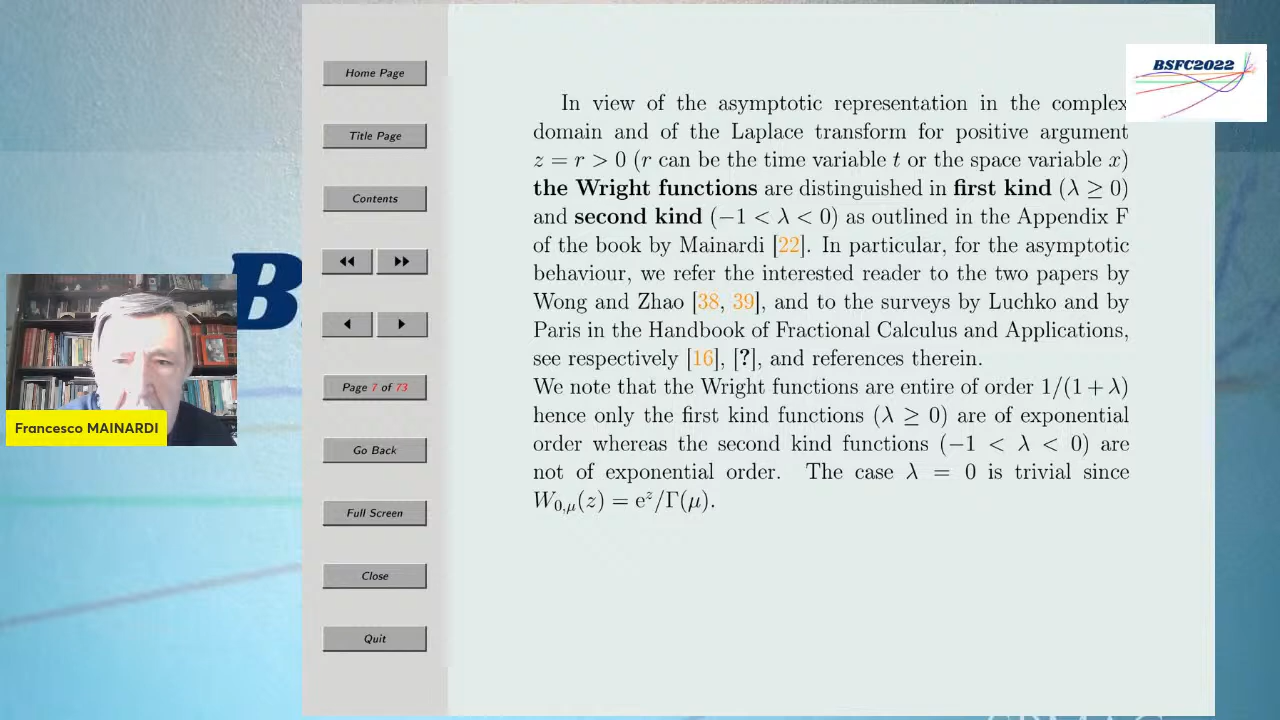 Home Page
Title Page
Contents
Page 7 of 73
Go Back
Full Screen
Close
Quit
In view of the asymptotic representation in the complex
domain and of the Laplace transform for positive argument
z = r > 0 (r can be the time variable t or the space variable x)
the Wright functions are distinguished in first kind (λ ≥ 0)
and second kind (−1 < λ < 0) as outlined in the Appendix F
of the book by Mainardi [22]. In particular, for the asymptotic
behaviour, we refer the interested reader to the two papers by
Wong and Zhao [38, 39], and to the surveys by Luchko and by
Paris in the Handbook of Fractional Calculus and Applications,
see respectively [16], [?], and references therein.
We note that the Wright functions are entire of order 1/(1 + λ)
hence only the first kind functions (λ ≥ 0) are of exponential
order whereas the second kind functions (−1 < λ < 0) are
not of exponential order. The case λ = 0 is trivial since
W₀,μ(z) = eᶻ/Γ(μ).
BSFC2022
Francesco MAINARDI